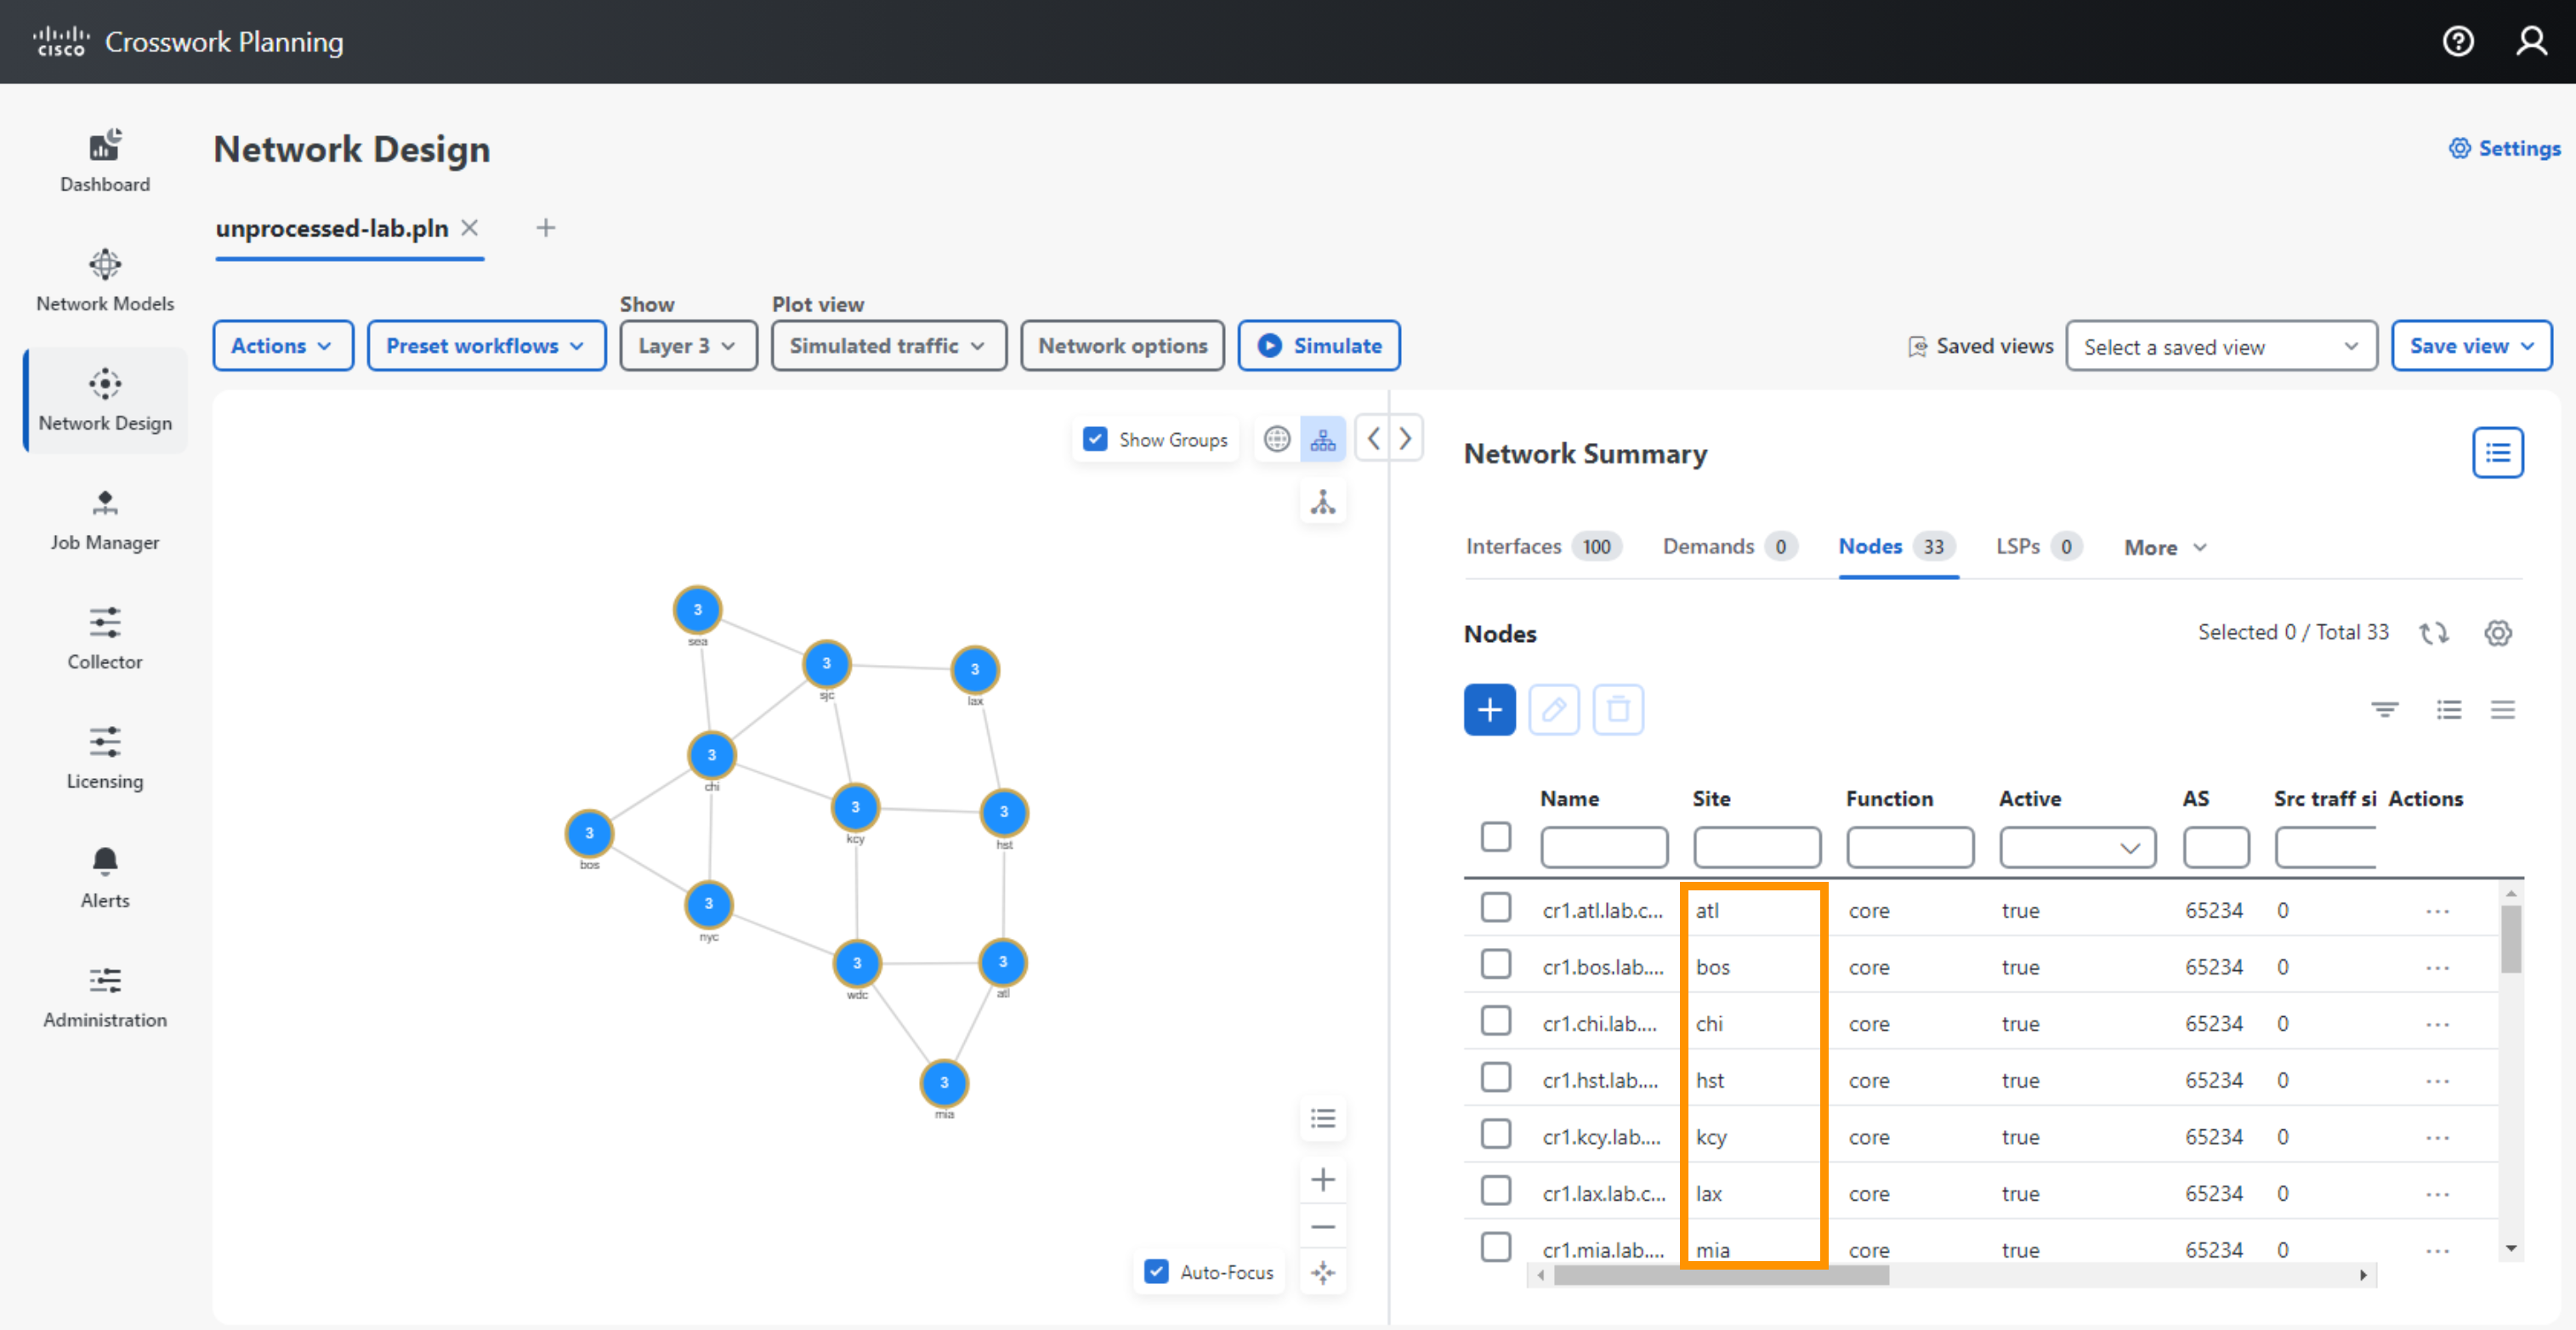 cisco Crosswork Planning
Dashboard
Network Models
Network Design
Job Manager
Collector
Licensing
Alerts
Administration
Network Design
Settings
unprocessed-lab.pln
Show
Plot view
Actions
Preset workflows
Layer 3
Simulated traffic
Network options
Simulate
Saved views
Select a saved view
Save view
Show Groups
3
sea
3
sjc
3
lax
3
chi
3
kcy
3
hst
3
bos
3
nyc
3
wdc
3
atl
3
mia
Auto-Focus
Network Summary
Interfaces 100 Demands 0 Nodes 33 LSPs 0 More
Nodes
Selected 0 / Total 33
Name Site Function Active AS Src traff si Actions
cr1.atl.lab.c... atl core true 65234 0 ...
cr1.bos.lab.... bos core true 65234 0 ...
cr1.chi.lab.... chi core true 65234 0 ...
cr1.hst.lab.... hst core true 65234 0 ...
cr1.kcy.lab.... kcy core true 65234 0 ...
cr1.lax.lab.c... lax core true 65234 0 ...
cr1.mia.lab.... mia core true 65234 0 ...